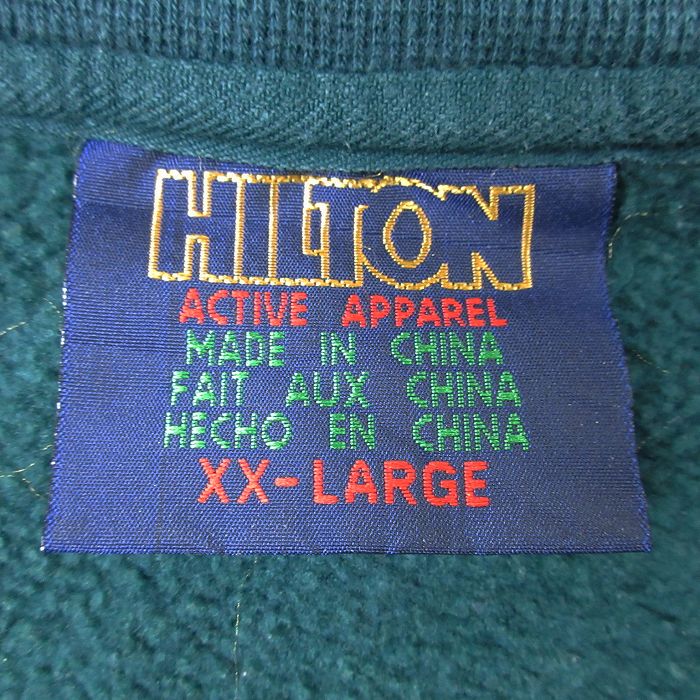 HILTON
ACTIVE APPAREL
MADE IN CHINA
FAIT AUX CHINA
HECHO EN CHINA
XX-LARGE